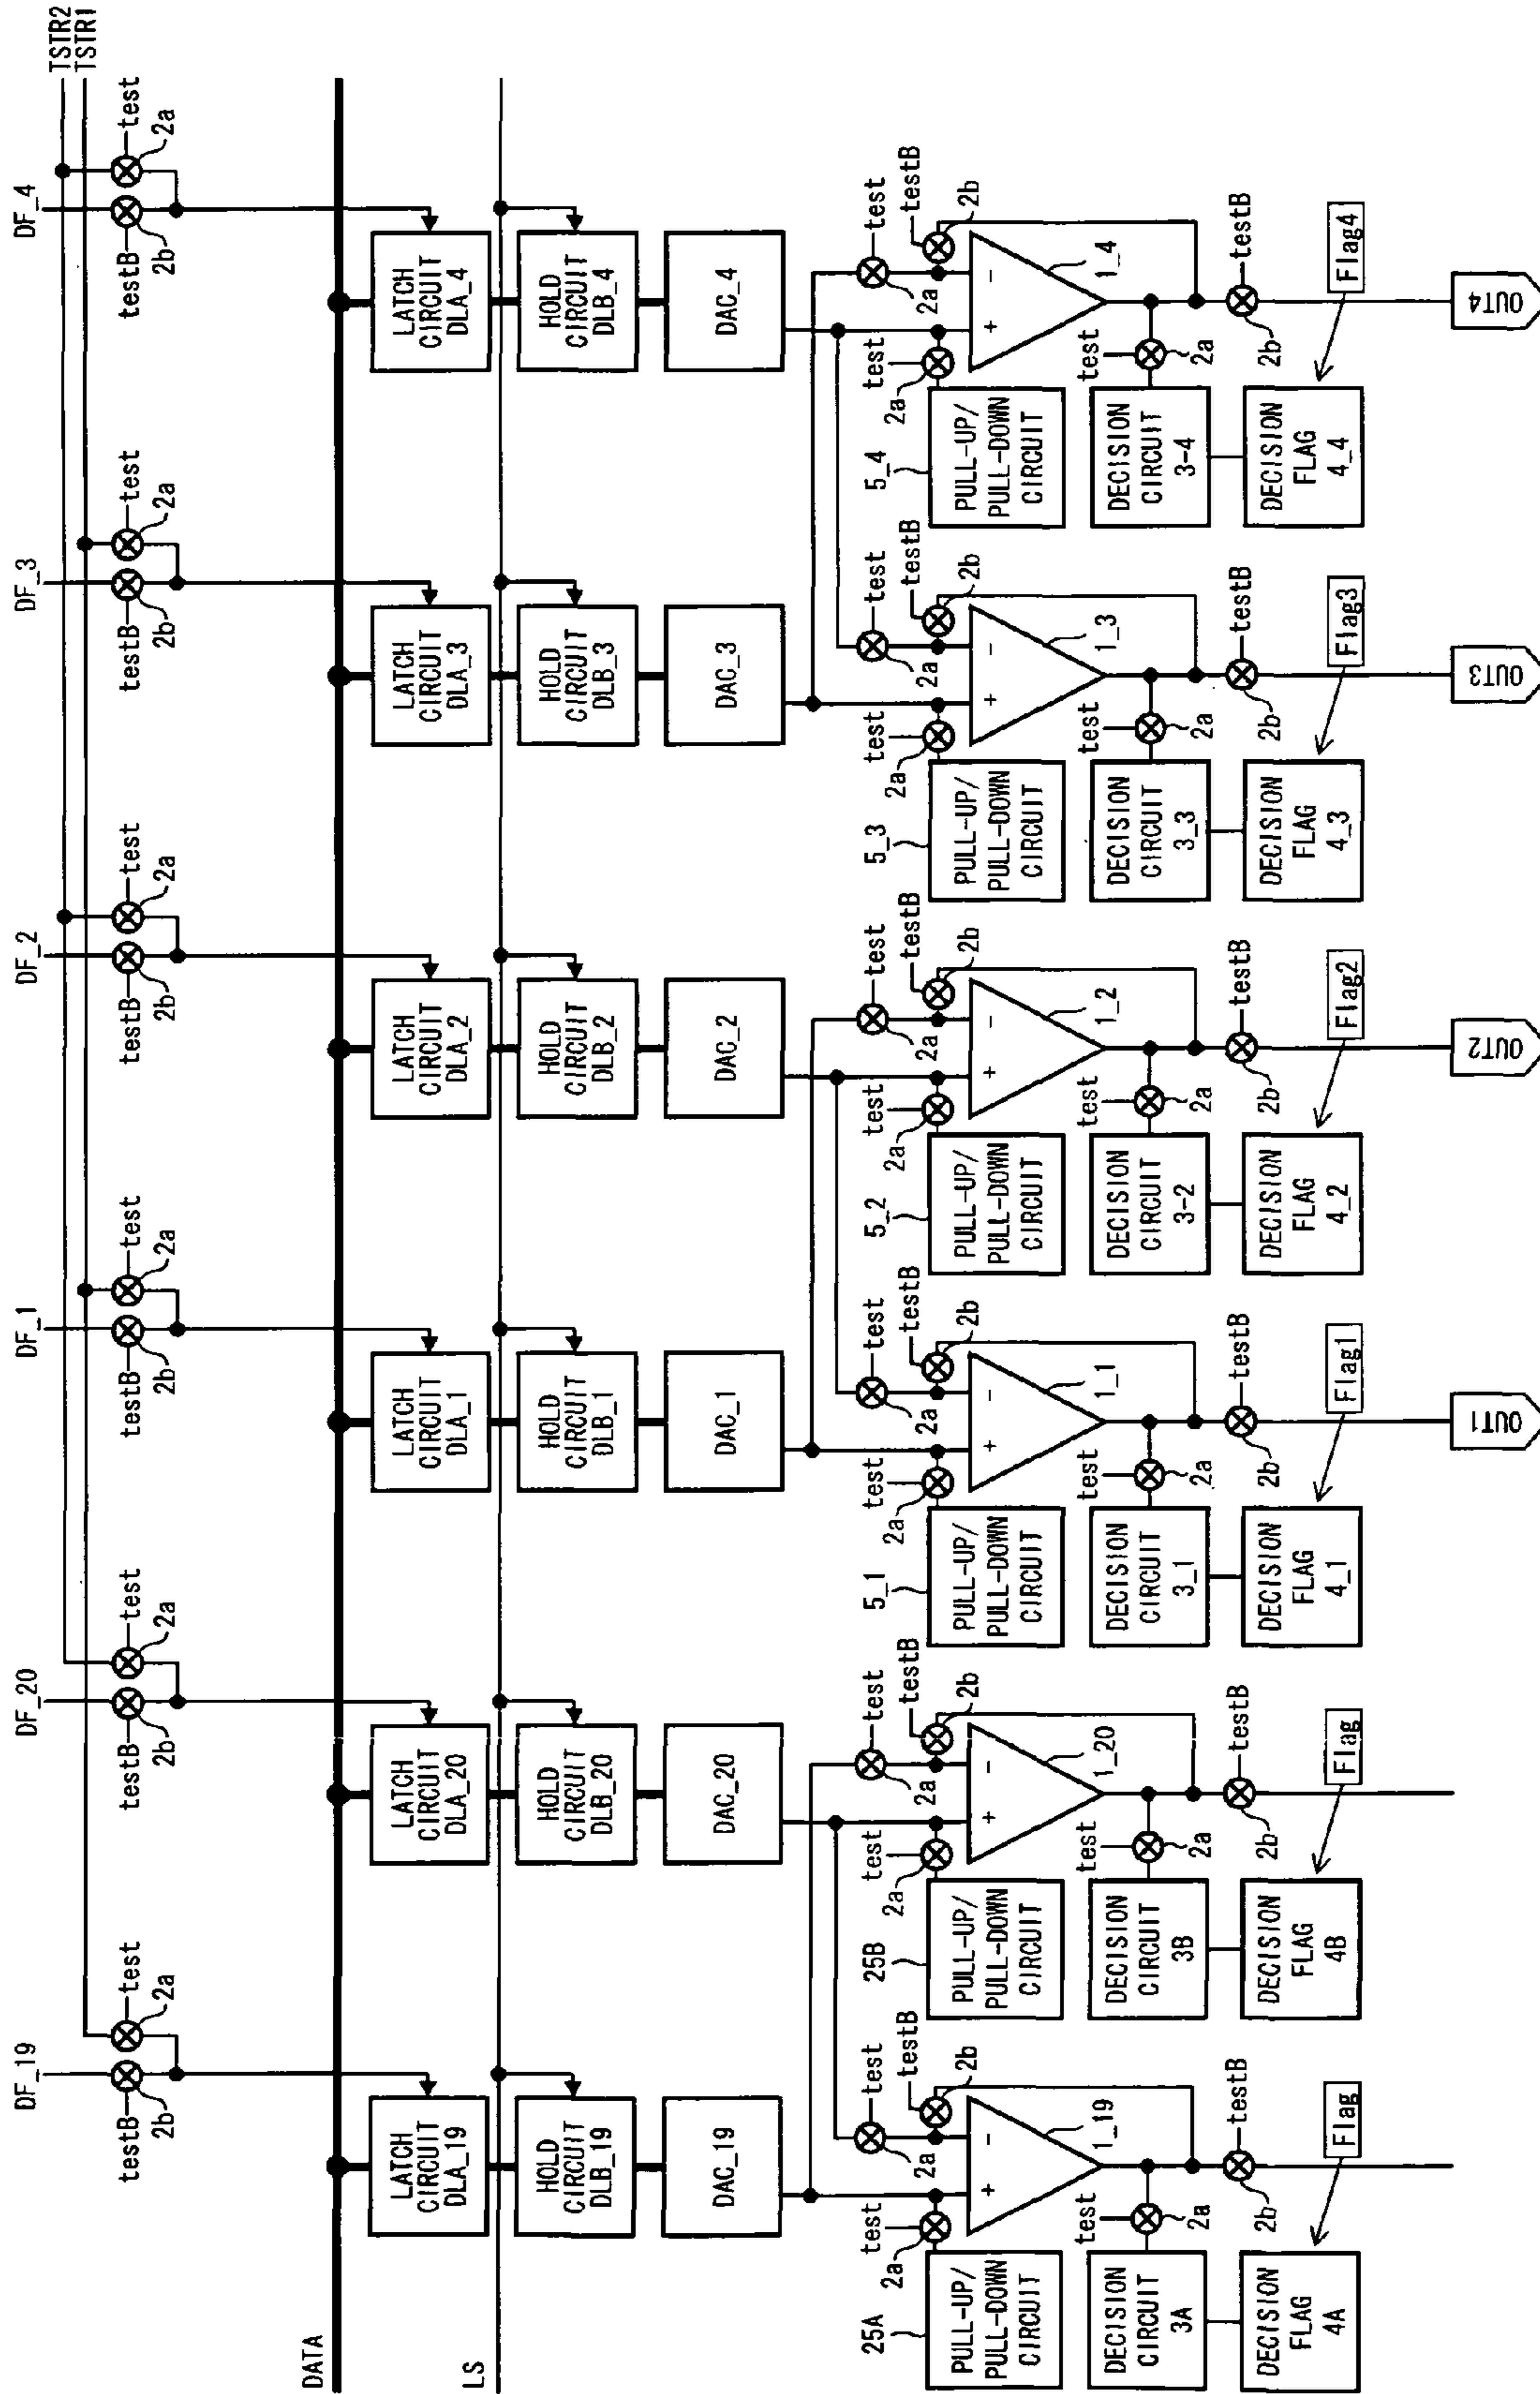 TSTR2
TSTR1
DF_19
DF_20
DF_1
DF_2
DF_3
DF_4
testB
test
testB
test
testB
test
testB
test
testB
test
testB
test
2b
2a
2b
2a
2b
2a
2b
2a
2b
2a
2b
2a
DATA
LATCH
CIRCUIT
DLA_19
LATCH
CIRCUIT
DLA_20
LATCH
CIRCUIT
DLA_1
LATCH
CIRCUIT
DLA_2
LATCH
CIRCUIT
DLA_3
LATCH
CIRCUIT
DLA_4
LS
HOLD
CIRCUIT
DLB_19
HOLD
CIRCUIT
DLB_20
HOLD
CIRCUIT
DLB_1
HOLD
CIRCUIT
DLB_2
HOLD
CIRCUIT
DLB_3
HOLD
CIRCUIT
DLB_4
DAC_19
DAC_20
DAC_1
DAC_2
DAC_3
DAC_4
25A
test
2a
2a
test
testB
2b
+
-
1_19
PULL-UP/
PULL-DOWN
CIRCUIT
25B
test
2a
2a
test
testB
2b
+
-
1_20
PULL-UP/
PULL-DOWN
CIRCUIT
5_1
test
2a
2a
test
testB
2b
+
-
1_1
PULL-UP/
PULL-DOWN
CIRCUIT
5_2
test
2a
2a
test
testB
2b
+
-
1_2
PULL-UP/
PULL-DOWN
CIRCUIT
5_3
test
2a
2a
test
testB
2b
+
-
1_3
PULL-UP/
PULL-DOWN
CIRCUIT
5_4
test
2a
2a
test
testB
2b
+
-
1_4
PULL-UP/
PULL-DOWN
CIRCUIT
DECISION
CIRCUIT
3A
test
2a
2b
testB
DECISION
CIRCUIT
3B
test
2a
2b
testB
DECISION
CIRCUIT
3_1
test
2a
2b
testB
DECISION
CIRCUIT
3-2
test
2a
2b
testB
DECISION
CIRCUIT
3_3
test
2a
2b
testB
DECISION
CIRCUIT
3-4
test
2a
2b
testB
DECISION
FLAG
4A
Flag
DECISION
FLAG
4B
Flag
DECISION
FLAG
4_1
Flag1
DECISION
FLAG
4_2
Flag2
DECISION
FLAG
4_3
Flag3
DECISION
FLAG
4_4
Flag4
OUT1
OUT2
OUT3
OUT4